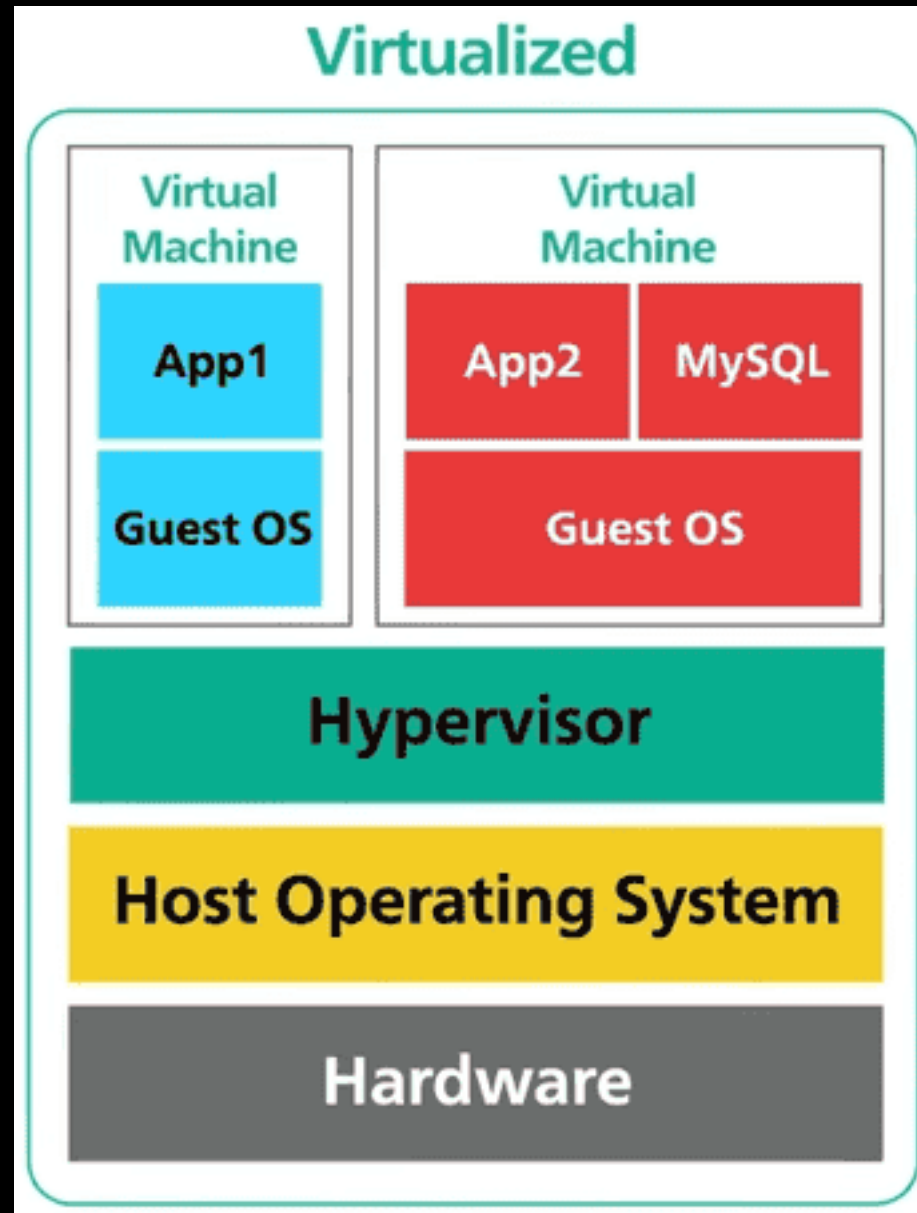 Virtualized
Virtual
Machine
App1
Guest OS
Virtual
Machine
App2
MySQL
Guest OS
Hypervisor
Host Operating System
Hardware